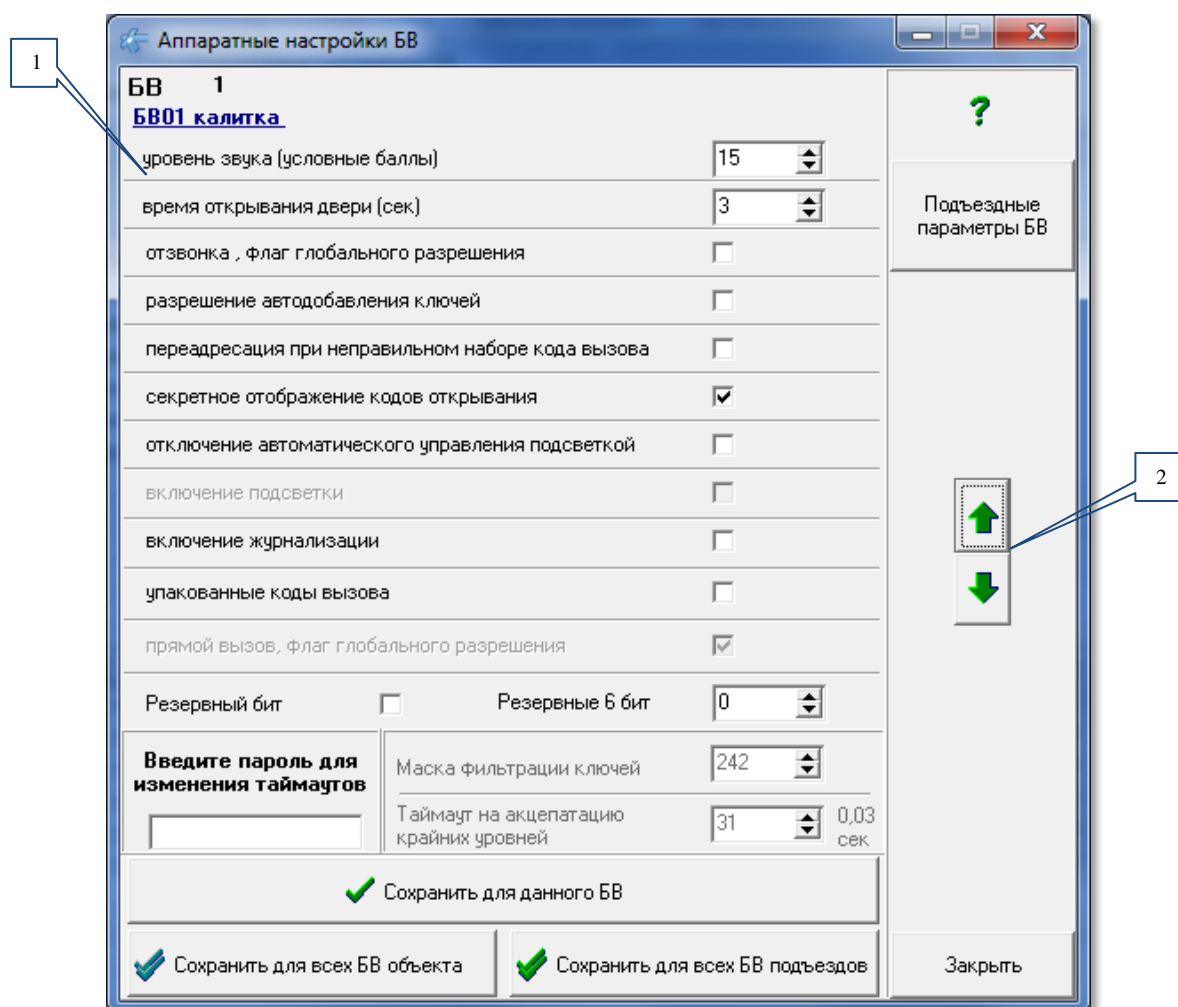 Аппаратные настройки БВ
1
БВ 1
БВ01 калитка
?
уровень звука (условные баллы) 15
время открывания двери (сек) 3
Подъездные
параметры БВ
отзвонка , флаг глобального разрешения
разрешение автодобавления ключей
переадресация при неправильном наборе кода вызова
секретное отображение кодов открывания
отключение автоматического управления подсветкой
включение подсветки
2
включение журнализации
упакованные коды вызова
прямой вызов, флаг глобального разрешения
Резервный бит Резервные 6 бит 0
Введите пароль для
изменения таймаутов
Маска фильтрации ключей 242
Таймаут на акцепатацию
крайних уровней
31 0,03
сек
Сохранить для данного БВ
Сохранить для всех БВ объекта Сохранить для всех БВ подъездов Закрыть